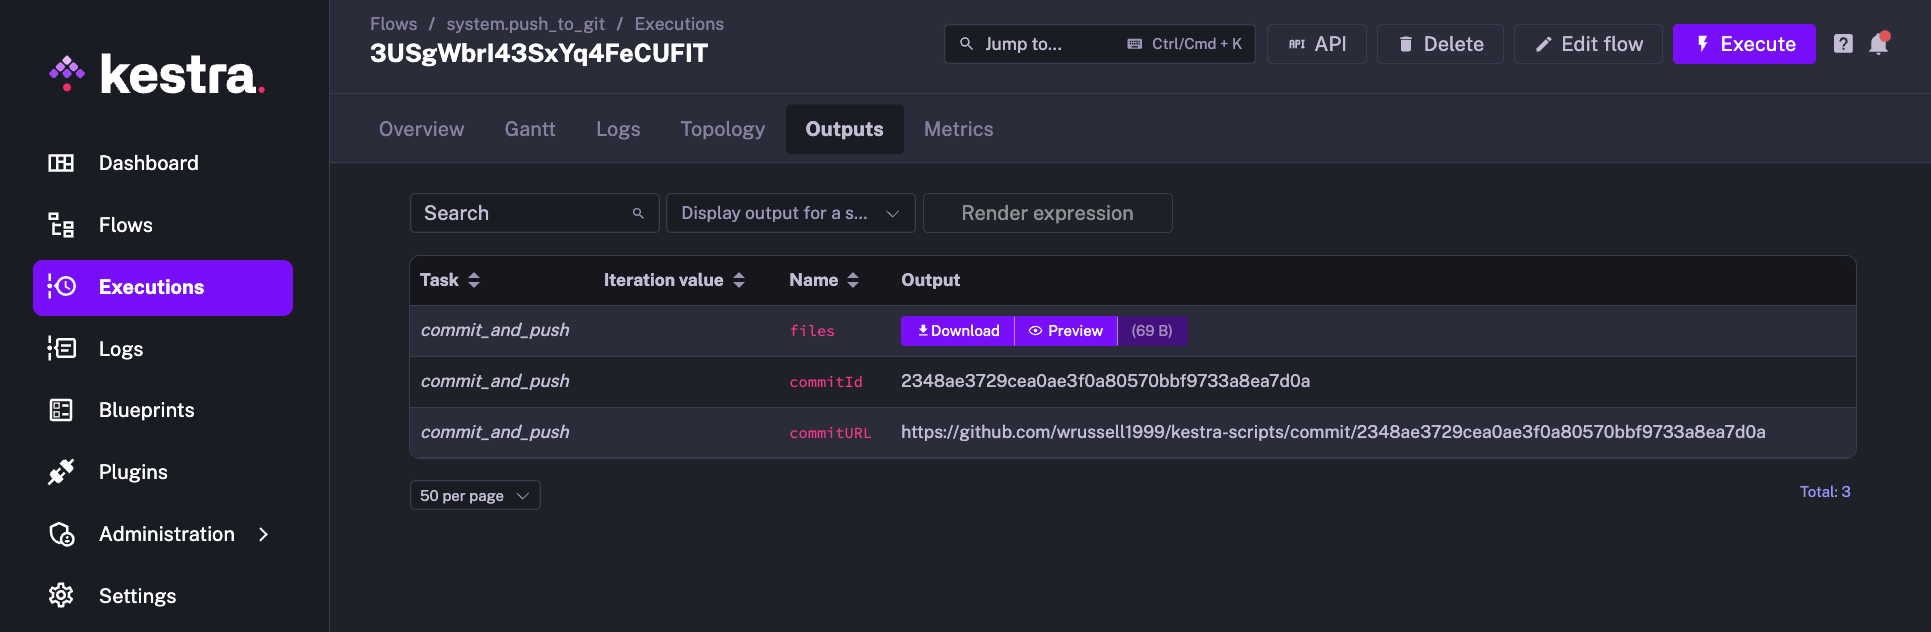 kestra.
Dashboard
Flows
Executions
Logs
Blueprints
Plugins
Administration
Settings
Flows / system.push_to_git / Executions
3USgWbrI43SxYq4FeCUFIT
Jump to... Ctrl/Cmd + K
API API
Delete
Edit flow
Execute
?
Overview Gantt Logs Topology Outputs Metrics
Search
Display output for a s...
Render expression
Task Iteration value Name Output
commit_and_push files Download Preview (69 B)
commit_and_push commitId 2348ae3729cea0ae3f0a80570bbf9733a8ea7d0a
commit_and_push commitURL https://github.com/wrussell1999/kestra-scripts/commit/2348ae3729cea0ae3f0a80570bbf9733a8ea7d0a
50 per page
Total: 3